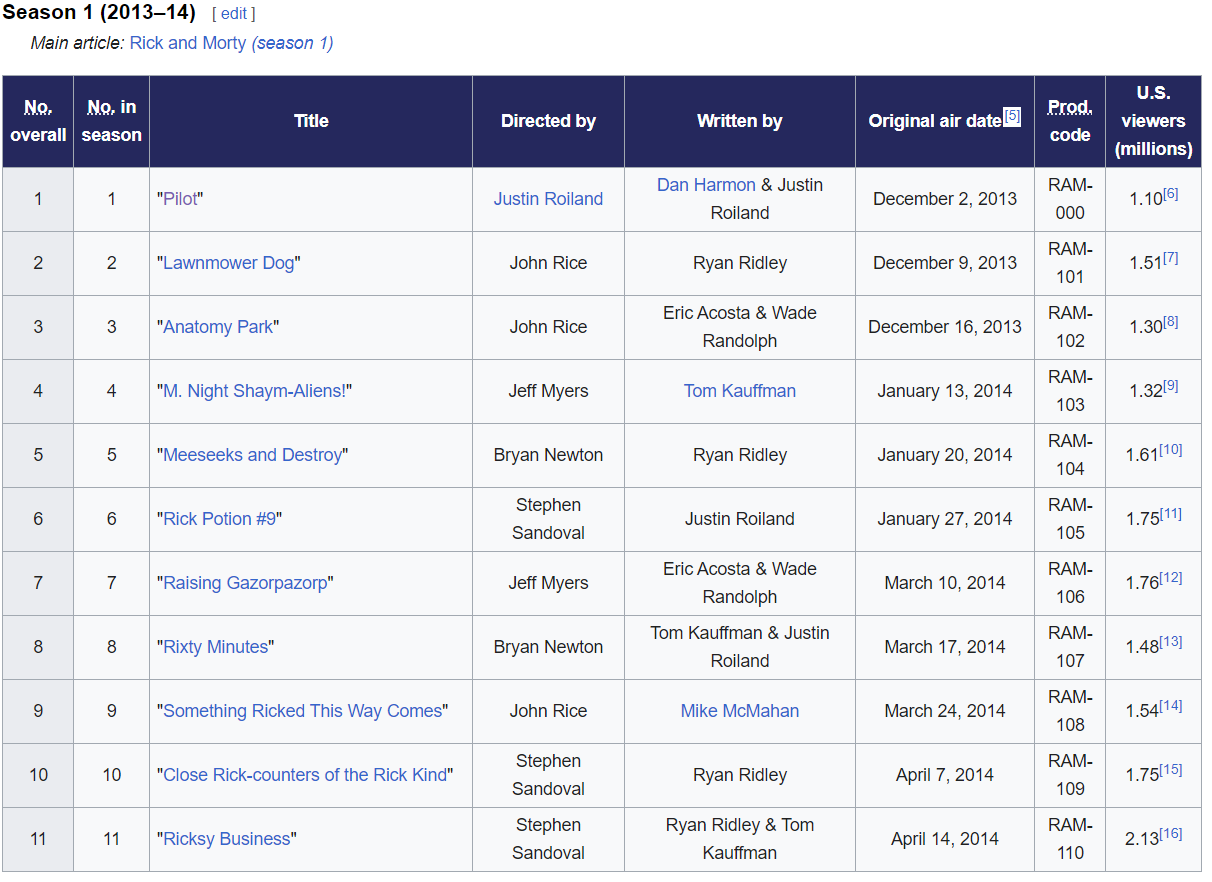 Season 1 (2013–14) [ edit ]
Main article: Rick and Morty (season 1)
No. overall No. in season Title Directed by Written by Original air date[5] Prod. code U.S. viewers (millions)
1 1 "Pilot" Justin Roiland Dan Harmon & Justin Roiland December 2, 2013 RAM-000 1.10[6]
2 2 "Lawnmower Dog" John Rice Ryan Ridley December 9, 2013 RAM-101 1.51[7]
3 3 "Anatomy Park" John Rice Eric Acosta & Wade Randolph December 16, 2013 RAM-102 1.30[8]
4 4 "M. Night Shaym-Aliens!" Jeff Myers Tom Kauffman January 13, 2014 RAM-103 1.32[9]
5 5 "Meeseeks and Destroy" Bryan Newton Ryan Ridley January 20, 2014 RAM-104 1.61[10]
6 6 "Rick Potion #9" Stephen Sandoval Justin Roiland January 27, 2014 RAM-105 1.75[11]
7 7 "Raising Gazorpazorp" Jeff Myers Eric Acosta & Wade Randolph March 10, 2014 RAM-106 1.76[12]
8 8 "Rixty Minutes" Bryan Newton Tom Kauffman & Justin Roiland March 17, 2014 RAM-107 1.48[13]
9 9 "Something Ricked This Way Comes" John Rice Mike McMahan March 24, 2014 RAM-108 1.54[14]
10 10 "Close Rick-counters of the Rick Kind" Stephen Sandoval Ryan Ridley April 7, 2014 RAM-109 1.75[15]
11 11 "Ricksy Business" Stephen Sandoval Ryan Ridley & Tom Kauffman April 14, 2014 RAM-110 2.13[16]